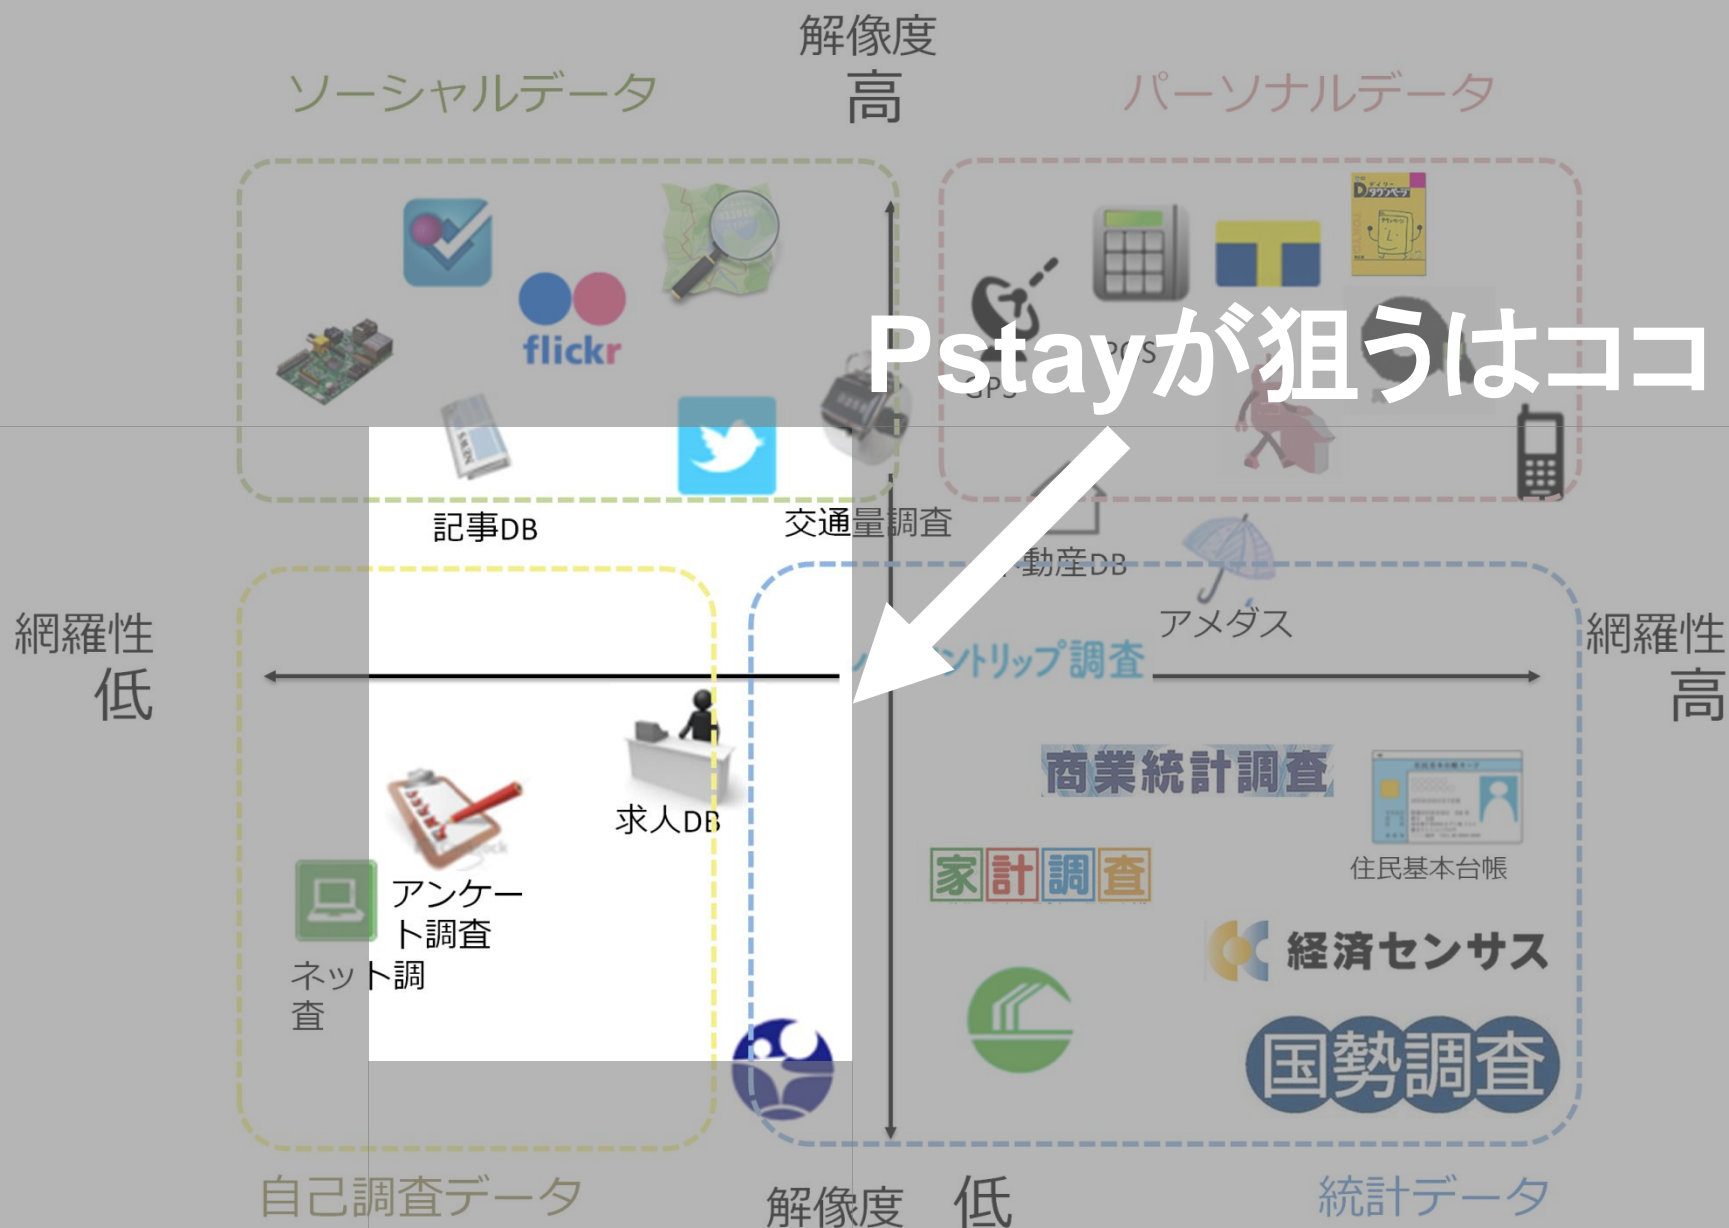 解像度
高
ソーシャルデータ
パーソナルデータ
flickr
POS
GPS
Pstayが狙うはココ
NEWS
記事DB
交通量調査
動産DB
アメダス
網羅性
低
網羅性
高
ントリップ調査
商業統計調査
求人DB
住民基本台帳
家計調査
アンケー
ト調査
ネット調
査
経済センサス
国勢調査
自己調査データ
解像度 低
統計データ